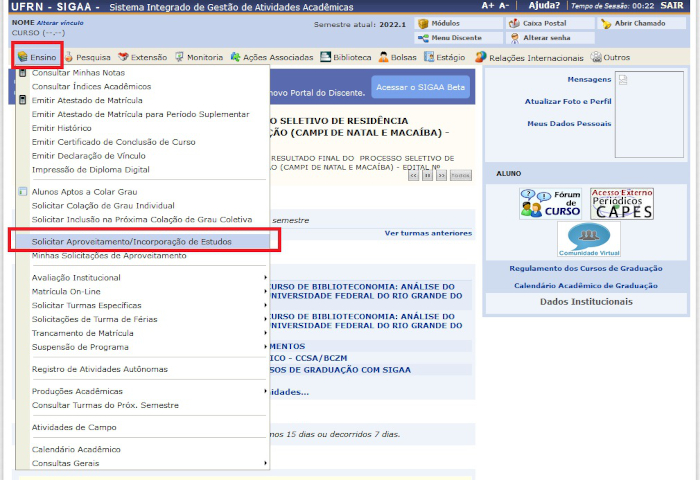 UFRN - SIGAA - Sistema Integrado de Gestão de Atividades Acadêmicas
A+ A- | Ajuda? | Tempo de Sessão: 00:22 SAIR
NOME Alterar vínculo
CURSO (--.--)
Semestre atual: 2022.1
Módulos
Caixa Postal
Abrir Chamado
Menu Discente
Alterar senha
Ensino
Pesquisa
Extensão
Monitoria
Ações Associadas
Biblioteca
Bolsas
Estágio
Relações Internacionais
Outros
Consultar Minhas Notas
Consultar Índices Acadêmicos
Emitir Atestado de Matrícula
Emitir Atestado de Matrícula para Período Suplementar
Emitir Histórico
Emitir Certificado de Conclusão de Curso
Emitir Declaração de Vínculo
Impressão de Diploma Digital
Alunos Aptos a Colar Grau
Solicitar Colação de Grau Individual
Solicitar Inclusão na Próxima Colação de Grau Coletiva
Solicitar Aproveitamento/Incorporação de Estudos
Minhas Solicitações de Aproveitamento
Avaliação Institucional
Matrícula On-Line
Solicitar Turmas Específicas
Solicitações de Turma de Férias
Trancamento de Matrícula
Suspensão de Programa
Registro de Atividades Autônomas
Produções Acadêmicas
Consultar Turmas do Próx. Semestre
Atividades de Campo
Calendário Acadêmico
Consultas Gerais
novo Portal do Discente.
Acessar o SIGAA Beta
O SELETIVO DE RESIDÊNCIA
ÇÃO (CAMPI DE NATAL E MACAÍBA) -
RESULTADO FINAL DO PROCESSO SELETIVO DE
O (CAMPI DE NATAL E MACAÍBA) - EDITAL Nº
<< || >> Todos
semestre
Ver turmas anteriores
CURSO DE BIBLIOTECONOMIA: ANÁLISE DO
NIVERSIDADE FEDERAL DO RIO GRANDE DO
CURSO DE BIBLIOTECONOMIA: ANÁLISE DO
NIVERSIDADE FEDERAL DO RIO GRANDE DO
MENTOS
ICO - CCSA/BCZM
SOS DE GRADUAÇÃO COM SIGAA
idades...
mos 15 dias ou decorridos 7 dias.
Mensagens
Atualizar Foto e Perfil
Meus Dados Pessoais
ALUNO
Fórum
de
CURSO
Acesso Externo
Periódicos
CAPES
Comunidade Virtual
Regulamento dos Cursos de Graduação
Calendário Acadêmico de Graduação
Dados Institucionais